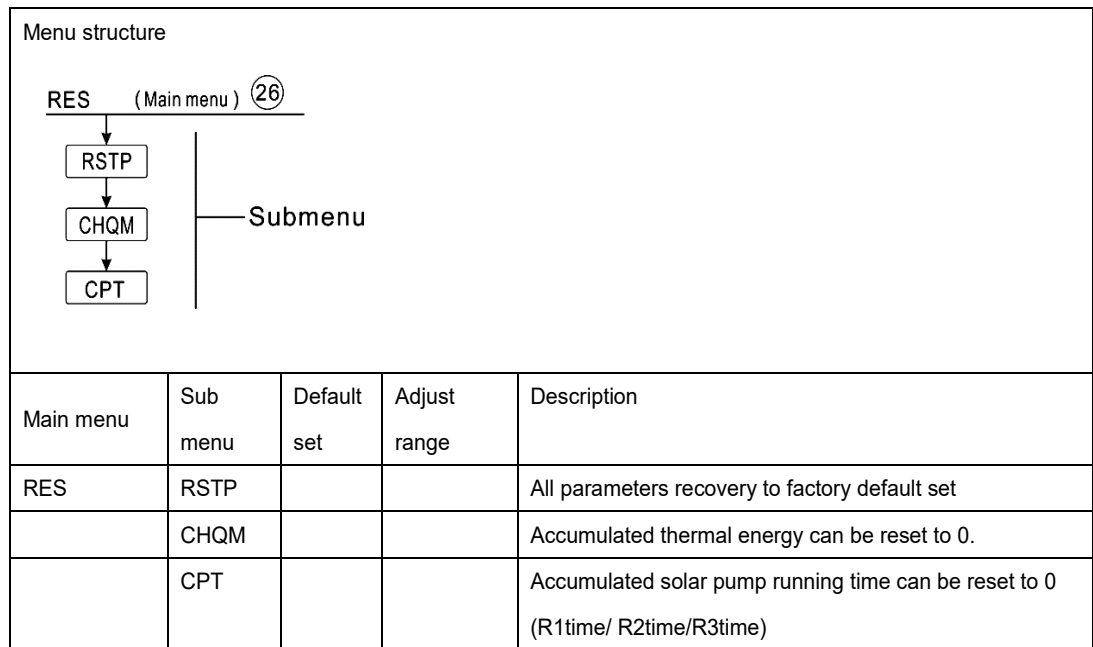 Menu structure
RES (Main menu) 26
RSTP
CHQM
Submenu
CPT
Main menu Sub menu Default set Adjust range Description
RES RSTP All parameters recovery to factory default set
CHQM Accumulated thermal energy can be reset to 0.
CPT Accumulated solar pump running time can be reset to 0
(R1time/ R2time/R3time)